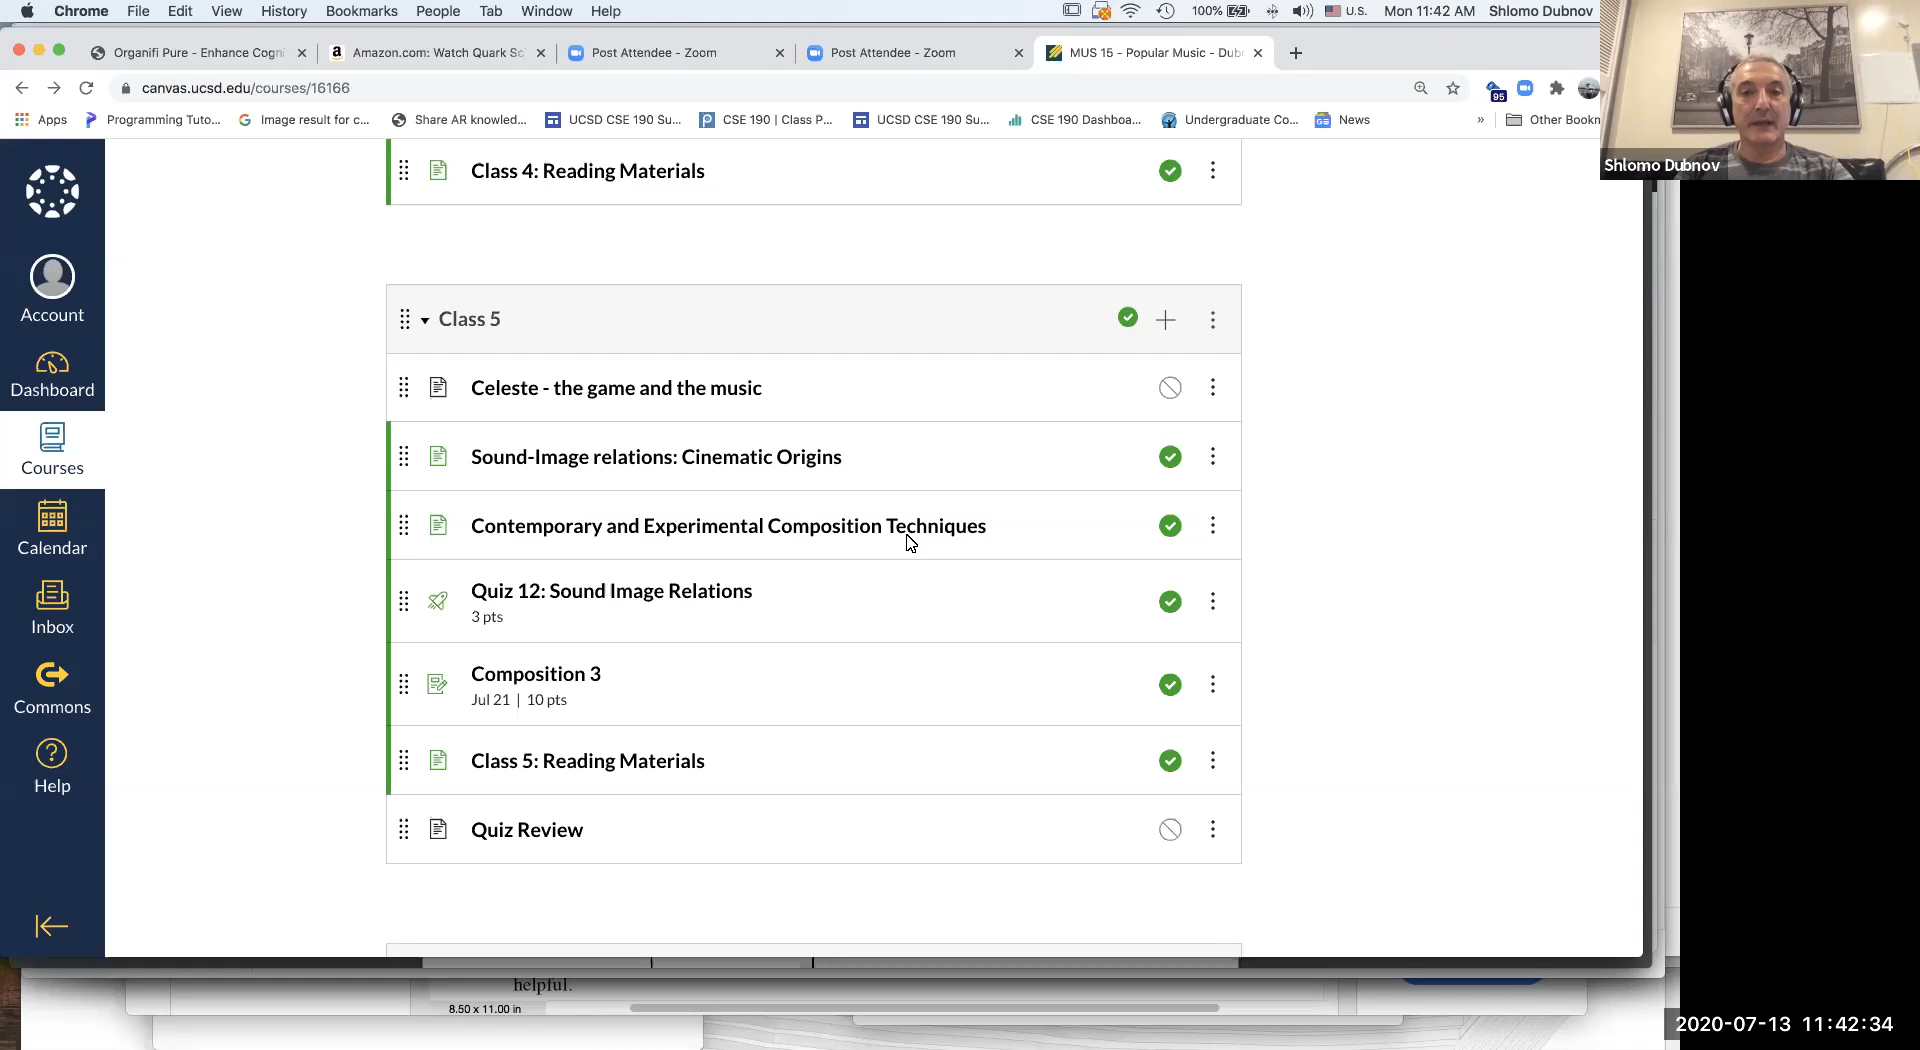 Chrome File Edit View History Bookmarks People Tab Window Help 100% U.S. Mon 11:42 AM Shlomo Dubnov
Organifi Pure - Enhance Cogni Amazon.com: Watch Quark Sc Post Attendee - Zoom Post Attendee - Zoom MUS 15 - Popular Music - Dub
canvas.ucsd.edu/courses/16166 95
Apps Programming Tuto... Image result for c... Share AR knowled... UCSD CSE 190 Su... CSE 190 | Class P... UCSD CSE 190 Su... CSE 190 Dashboa... Undergraduate Co... News » Other Bookn
Shlomo Dubnov
Class 4: Reading Materials
Account
Dashboard
Courses
Calendar
Inbox
Commons
Help
Class 5
Celeste - the game and the music
Sound-Image relations: Cinematic Origins
Contemporary and Experimental Composition Techniques
Quiz 12: Sound Image Relations
3 pts
Composition 3
Jul 21 | 10 pts
Class 5: Reading Materials
Quiz Review
helpful.
8.50 x 11.00 in
2020-07-13 11:42:34